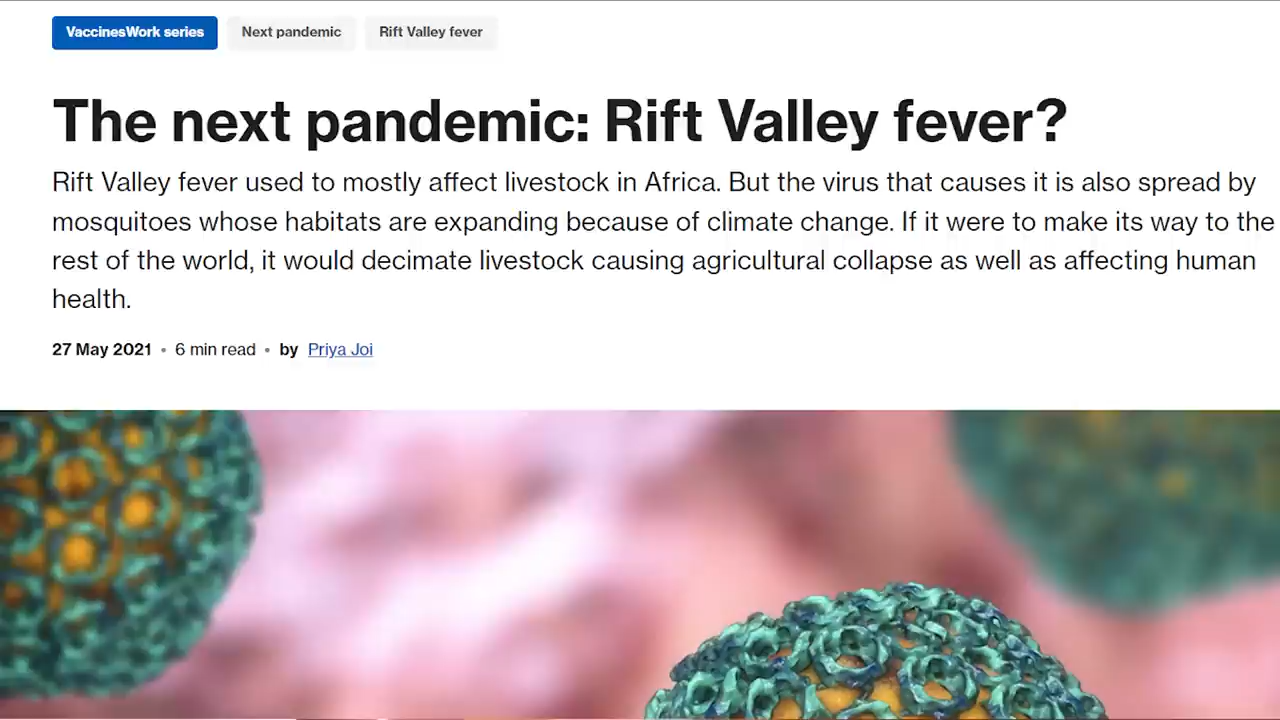 VaccinesWork series Next pandemic Rift Valley fever
The next pandemic: Rift Valley fever?
Rift Valley fever used to mostly affect livestock in Africa. But the virus that causes it is also spread by
mosquitoes whose habitats are expanding because of climate change. If it were to make its way to the
rest of the world, it would decimate livestock causing agricultural collapse as well as affecting human
health.
27 May 2021 • 6 min read • by Priya Joi